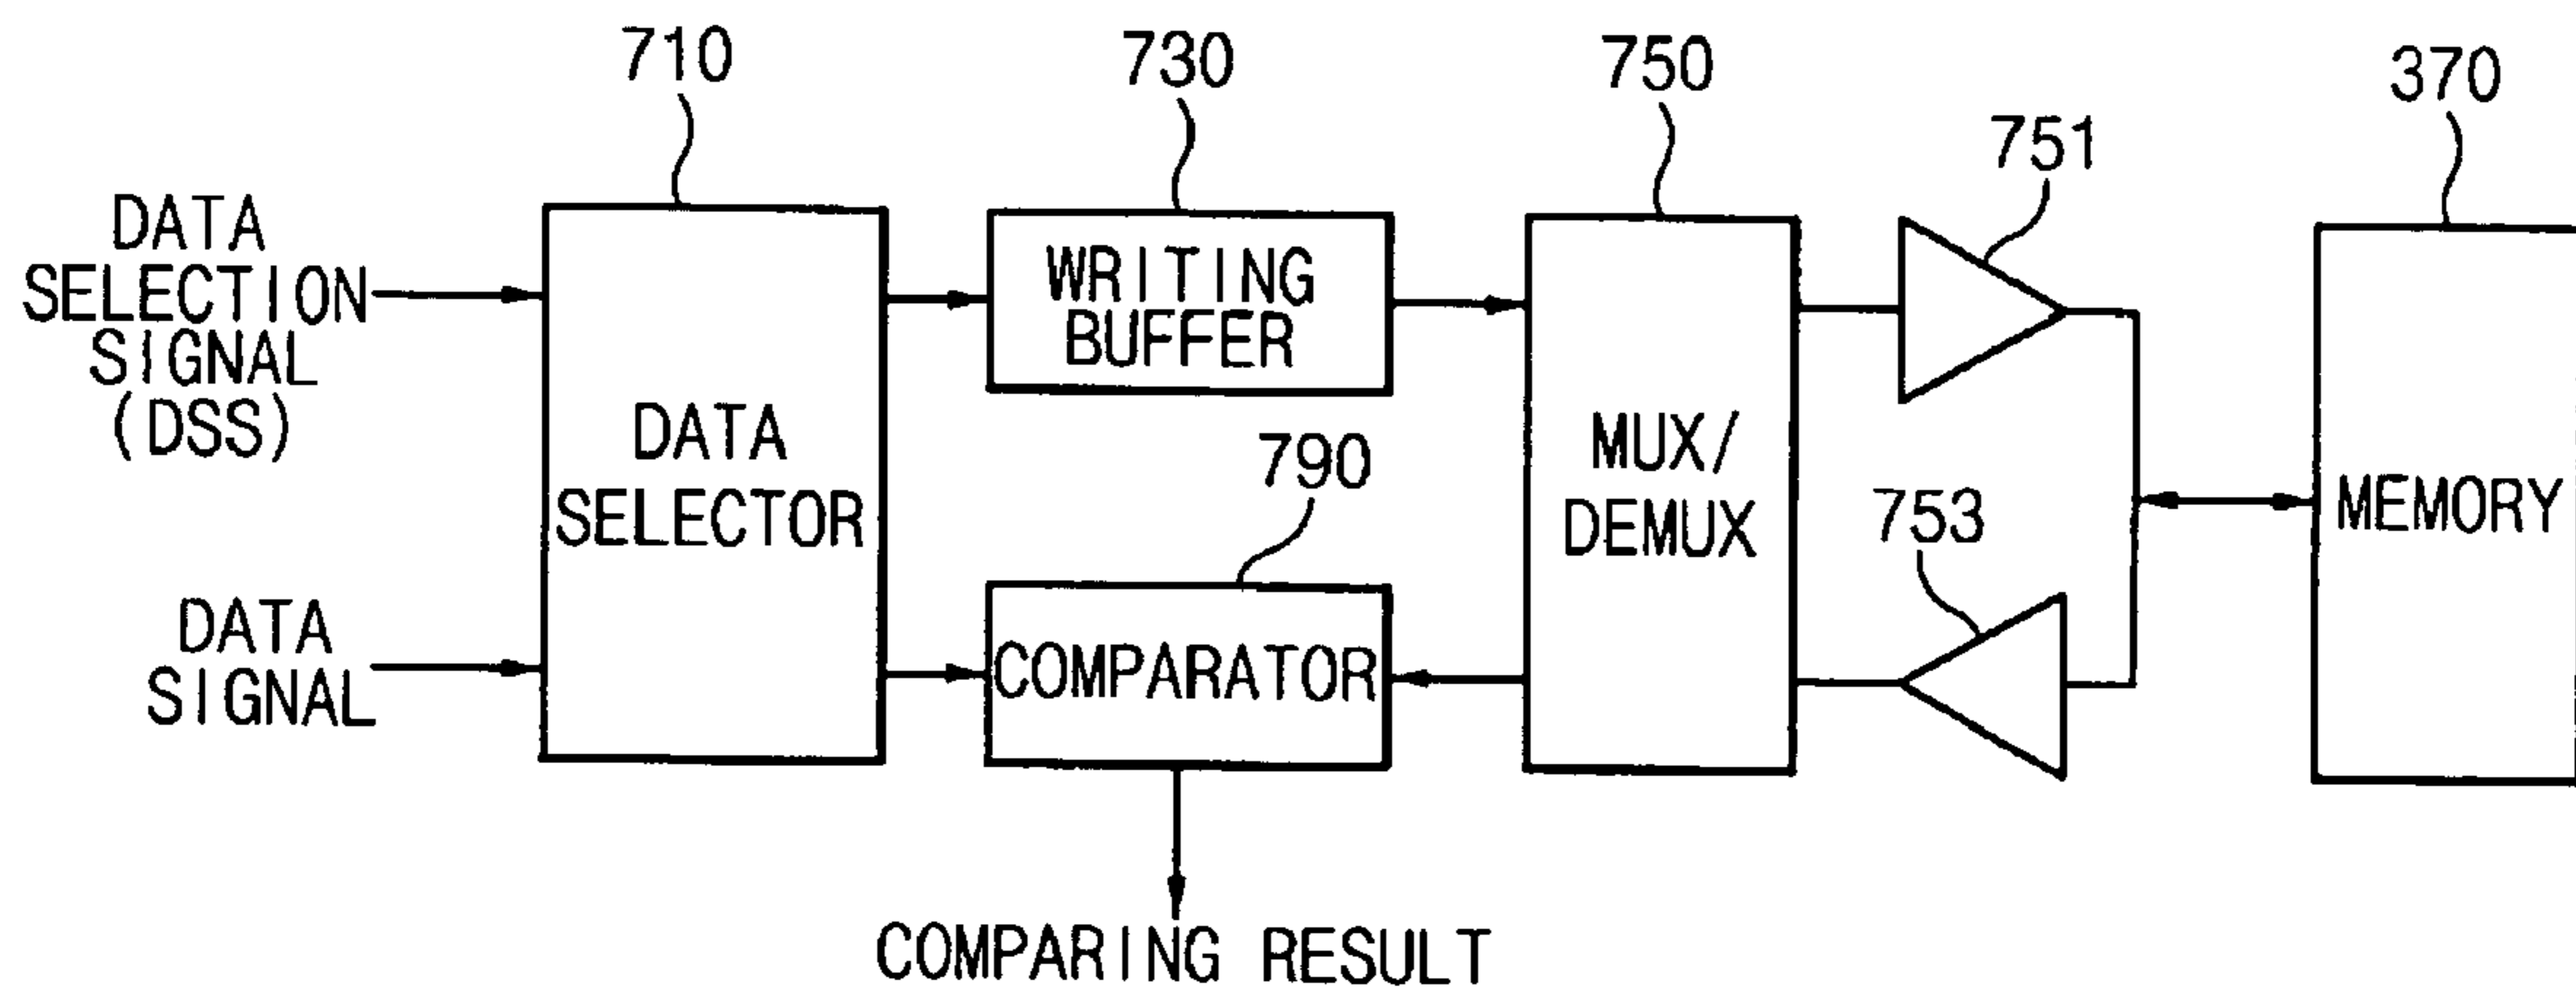 710
730
750
370
751
DATA
SELECTION
SIGNAL
(DSS)
WRITING
BUFFER
DATA
SELECTOR
790
MUX/
DEMUX
753
MEMORY
DATA
SIGNAL
COMPARATOR
COMPARING RESULT